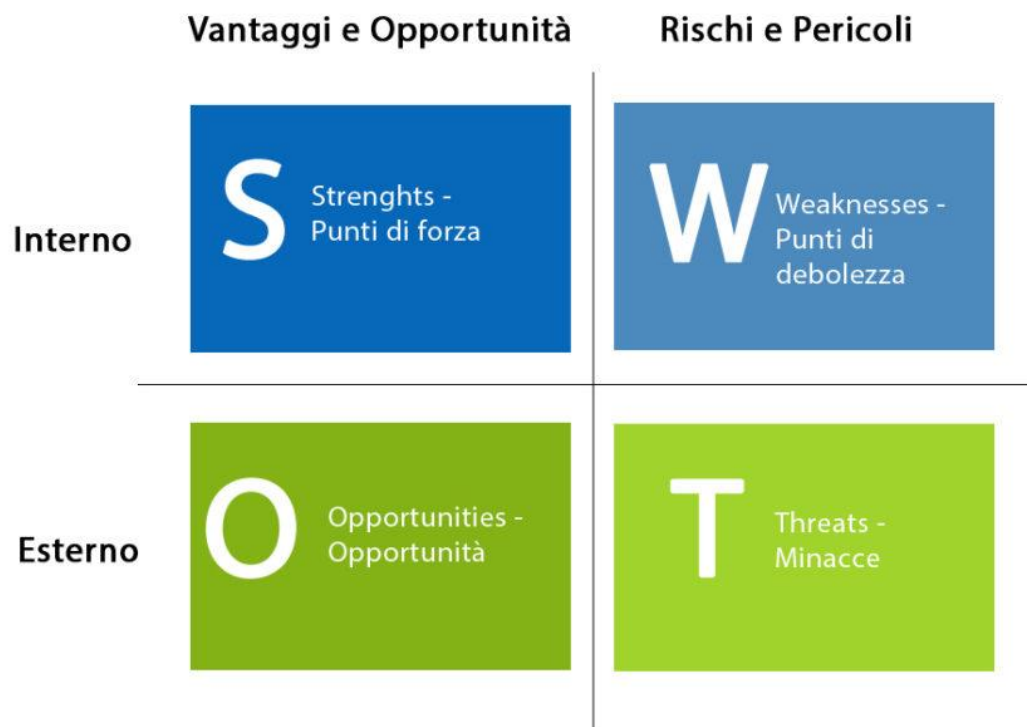 Vantaggi e Opportunità
Rischi e Pericoli
Interno
S
Strenghts -
Punti di forza
W
Weaknesses -
Punti di
debolezza
Esterno
O
Opportunities -
Opportunità
T
Threats -
Minacce